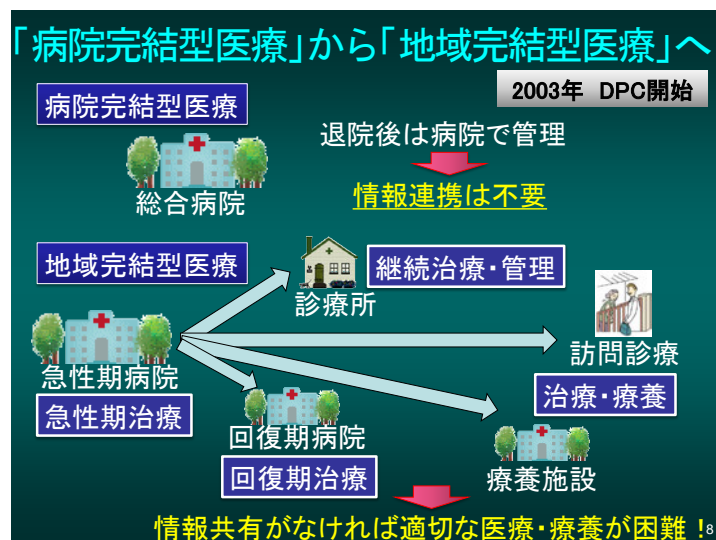 「病院完結型医療」から「地域完結型医療」へ
2003年 DPC開始
病院完結型医療
退院後は病院で管理
総合病院
情報連携は不要
地域完結型医療
継続治療・管理
診療所
訪問診療
急性期病院
治療・療養
急性期治療
回復期病院
回復期治療
療養施設
情報共有がなければ適切な医療・療養が困難！
8